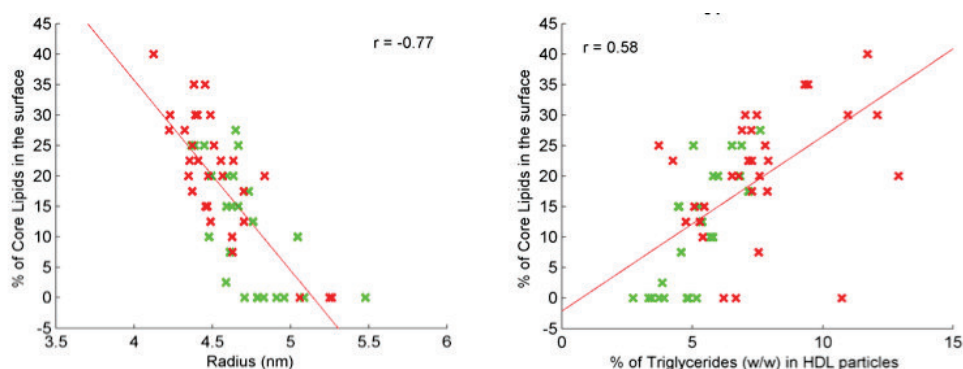 45
40
35
30
25
20
15
10
5
0
-5
% of Core Lipids in the surface
r = -0.77
3.5 4 4.5 5 5.5 6
Radius (nm)
45
40
35
30
25
20
15
10
5
0
-5
% of Core Lipids in the surface
r = 0.58
0 5 10 15
% of Triglycerides (w/w) in HDL particles